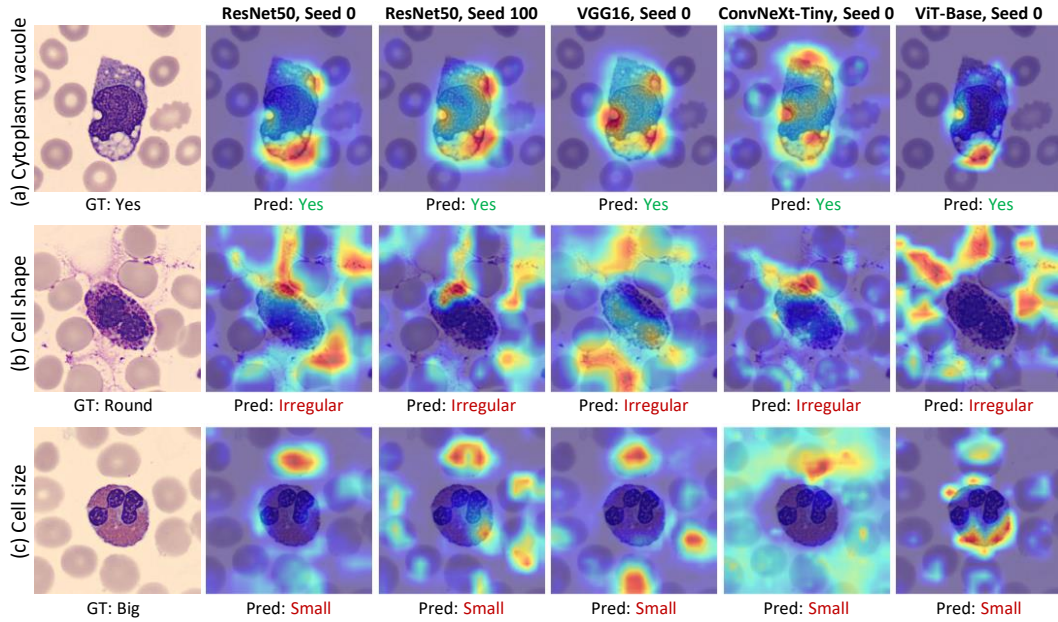 ResNet50, Seed 0 ResNet50, Seed 100 VGG16, Seed 0 ConvNeXt-Tiny, Seed 0 ViT-Base, Seed 0
(a) Cytoplasm vacuole
GT: Yes Pred: Yes Pred: Yes Pred: Yes Pred: Yes Pred: Yes
(b) Cell shape
GT: Round Pred: Irregular Pred: Irregular Pred: Irregular Pred: Irregular Pred: Irregular
(c) Cell size
GT: Big Pred: Small Pred: Small Pred: Small Pred: Small Pred: Small